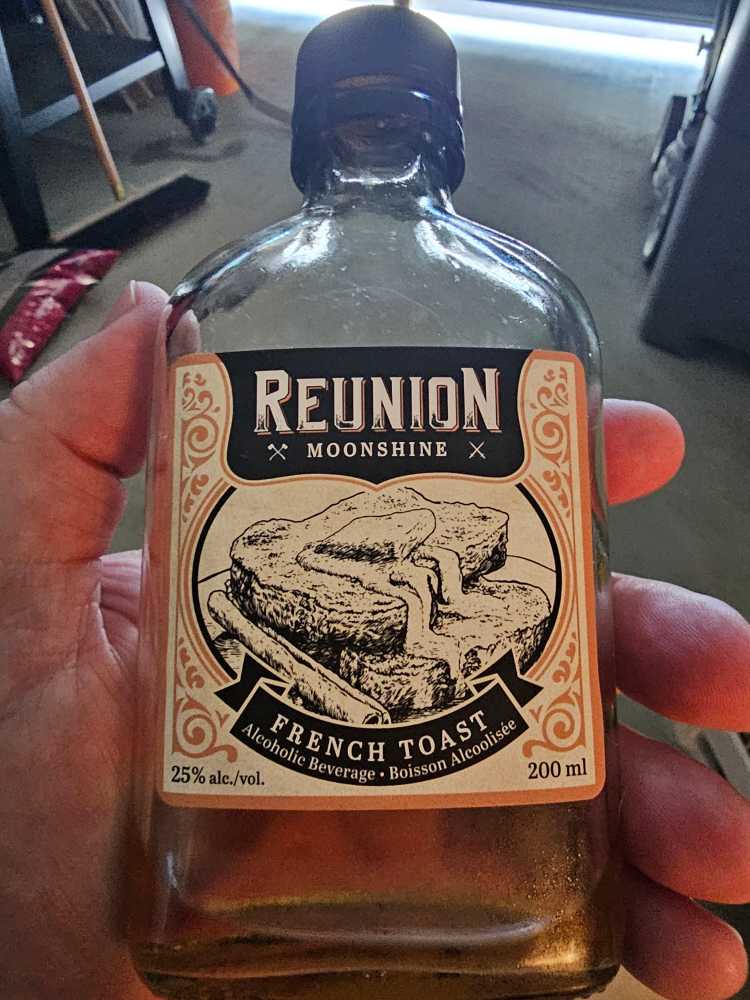 REUNION
MOONSHINE
FRENCH TOAST
Alcoholic Beverage • Boisson Alcoolisée
25% alc./vol.
200 ml